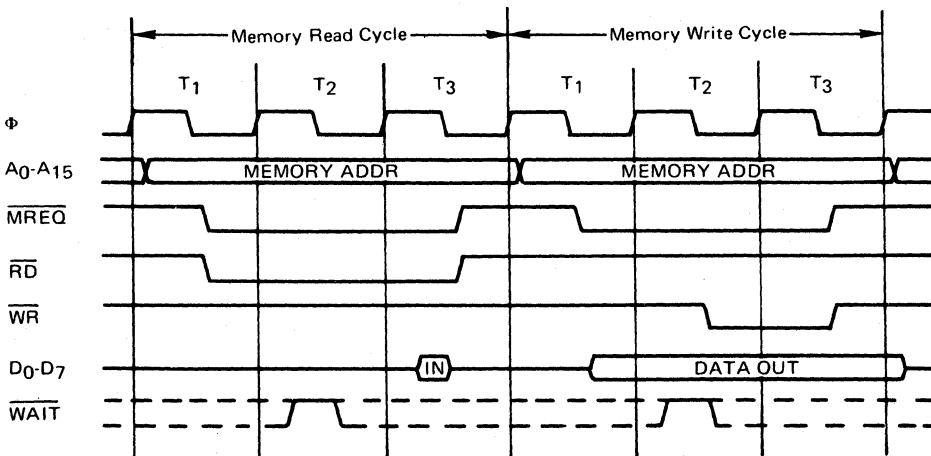 Memory Read Cycle Memory Write Cycle
T1 T2 T3 T1 T2 T3
Φ
A0-A15 MEMORY ADDR MEMORY ADDR
MREQ
RD
WR
D0-D7 IN DATA OUT
WAIT